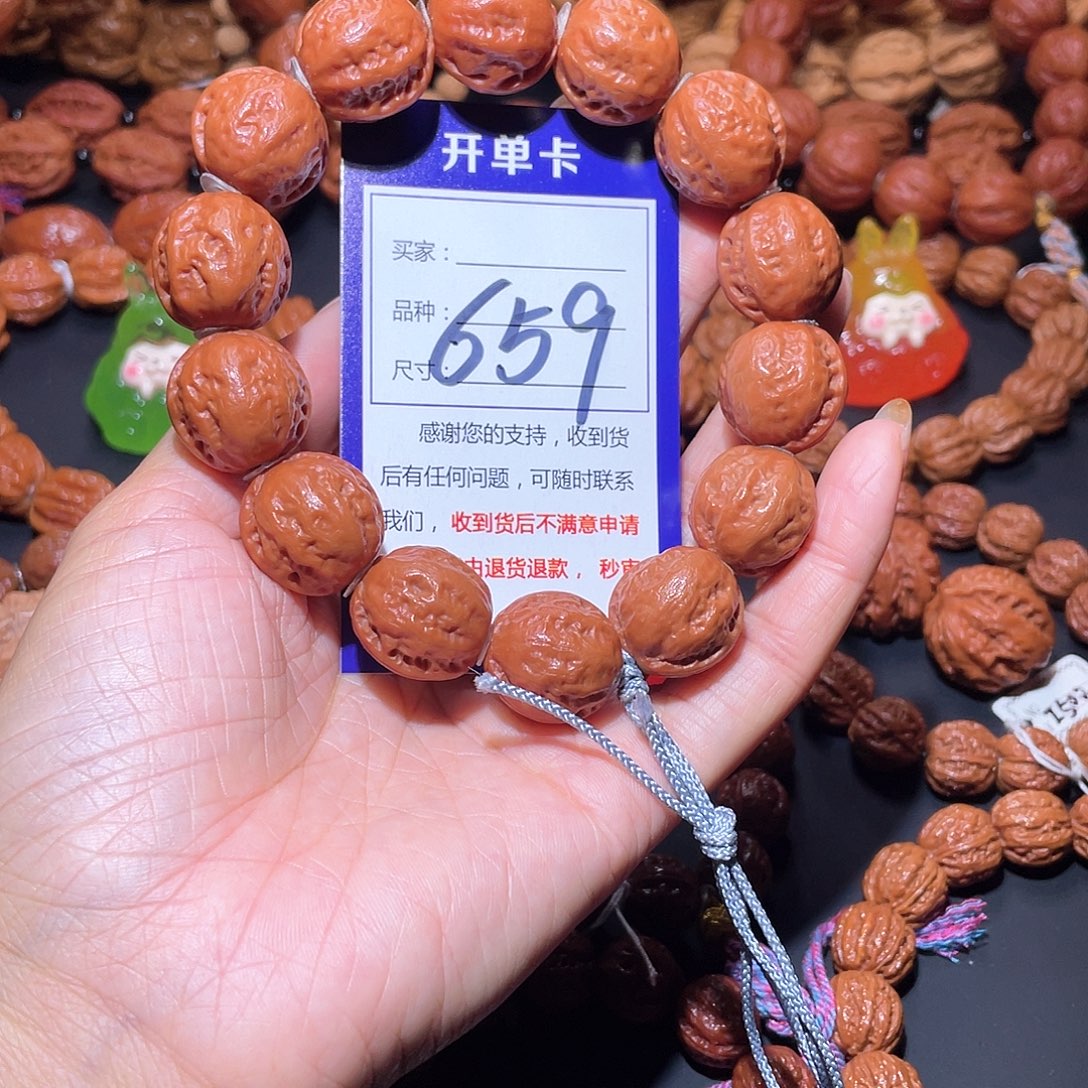 开单卡
买家：
品种：
659
尺寸：
感谢您的支持，收到货
后有任何问题，可随时联系
我们，收到货后不满意申请
由退货退款，秒